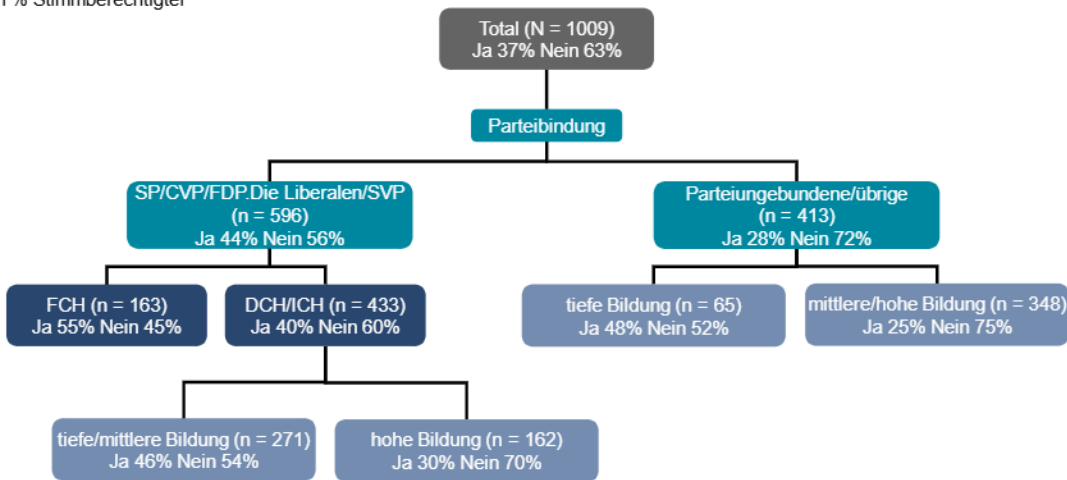 % Stimmberechtigter
Total (N = 1009)
Ja 37% Nein 63%
Parteibindung
SP/CVP/FDP.Die Liberalen/SVP
(n = 596)
Ja 44% Nein 56%
Parteiungebundene/übrige
(n = 413)
Ja 28% Nein 72%
FCH (n = 163)
Ja 55% Nein 45%
DCH/ICH (n = 433)
Ja 40% Nein 60%
tiefe Bildung (n = 65)
Ja 48% Nein 52%
mittlere/hohe Bildung (n = 348)
Ja 25% Nein 75%
tiefe/mittlere Bildung (n = 271)
Ja 46% Nein 54%
hohe Bildung (n = 162)
Ja 30% Nein 70%